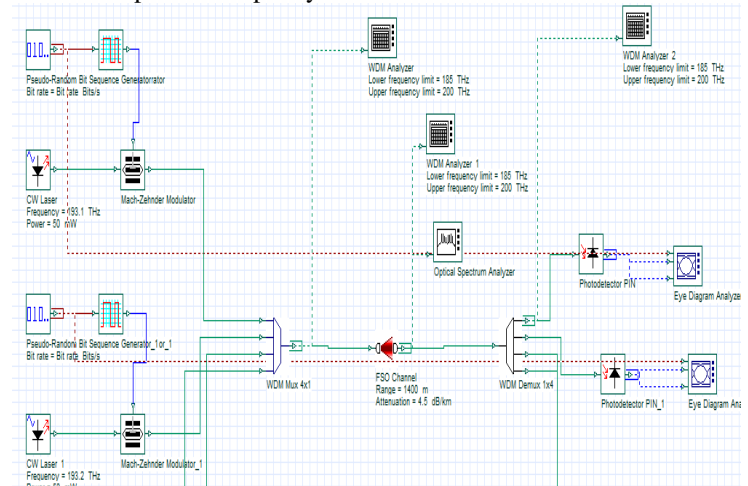 WDM Analyzer
Lower frequency limit = 185 THz
Upper frequency limit = 200 THz
WDM Analyzer 2
Lower frequency limit = 185 THz
Upper frequency limit = 200 THz
Pseudo-Random Bit Sequence Generatorrator
Bit rate = Bit rate Bits/s
WDM Analyzer 1
Lower frequency limit = 185 THz
Upper frequency limit = 200 THz
CW Laser
Frequency = 193.1 THz
Power = 50 mW
Mach-Zehnder Modulator
Optical Spectrum Analyzer
Photodetector PIN
Eye Diagram Analyze
Pseudo-Random Bit Sequence Generator_1or_1
Bit rate = Bit rate Bits/s
WDM Mux 4x1
FSO Channel
Range = 1400 m
Attenuation = 4.5 dB/km
WDM Demux 1x4
Photodetector PIN_1
Eye Diagram Ana
CW Laser 1
Frequency = 193.2 THz
Mach-Zehnder Modulator_1